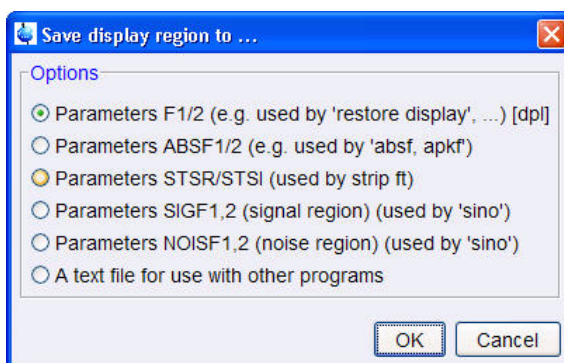 Save display region to ...
Options
Parameters F1/2 (e.g. used by 'restore display', ...) [dpl]
Parameters ABSF1/2 (e.g. used by 'absf, apkf')
Parameters STSR/STSI (used by strip ft)
Parameters SIGF1,2 (signal region) (used by 'sino')
Parameters NOISF1,2 (noise region) (used by 'sino')
A text file for use with other programs
OK Cancel